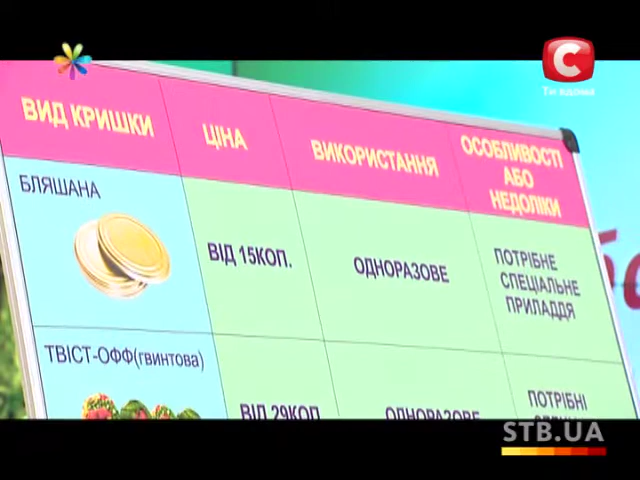 С
Ти вдома
ВИД КРИШКИ
ЦІНА
ВИКОРИСТАННЯ
ОСОБЛИВОСТІ
АБО
НЕДОЛІКИ
БЛЯШАНА
ВІД 15КОП.
ОДНОРАЗОВЕ
ПОТРІБНЕ
СПЕЦІАЛЬНЕ
ПРИЛАДДЯ
ТВІСТ-ОФФ(гвинтова)
ВІД 29КОП
ОДНОРАЗОВЕ
ПОТРІБНІ
STB.UA